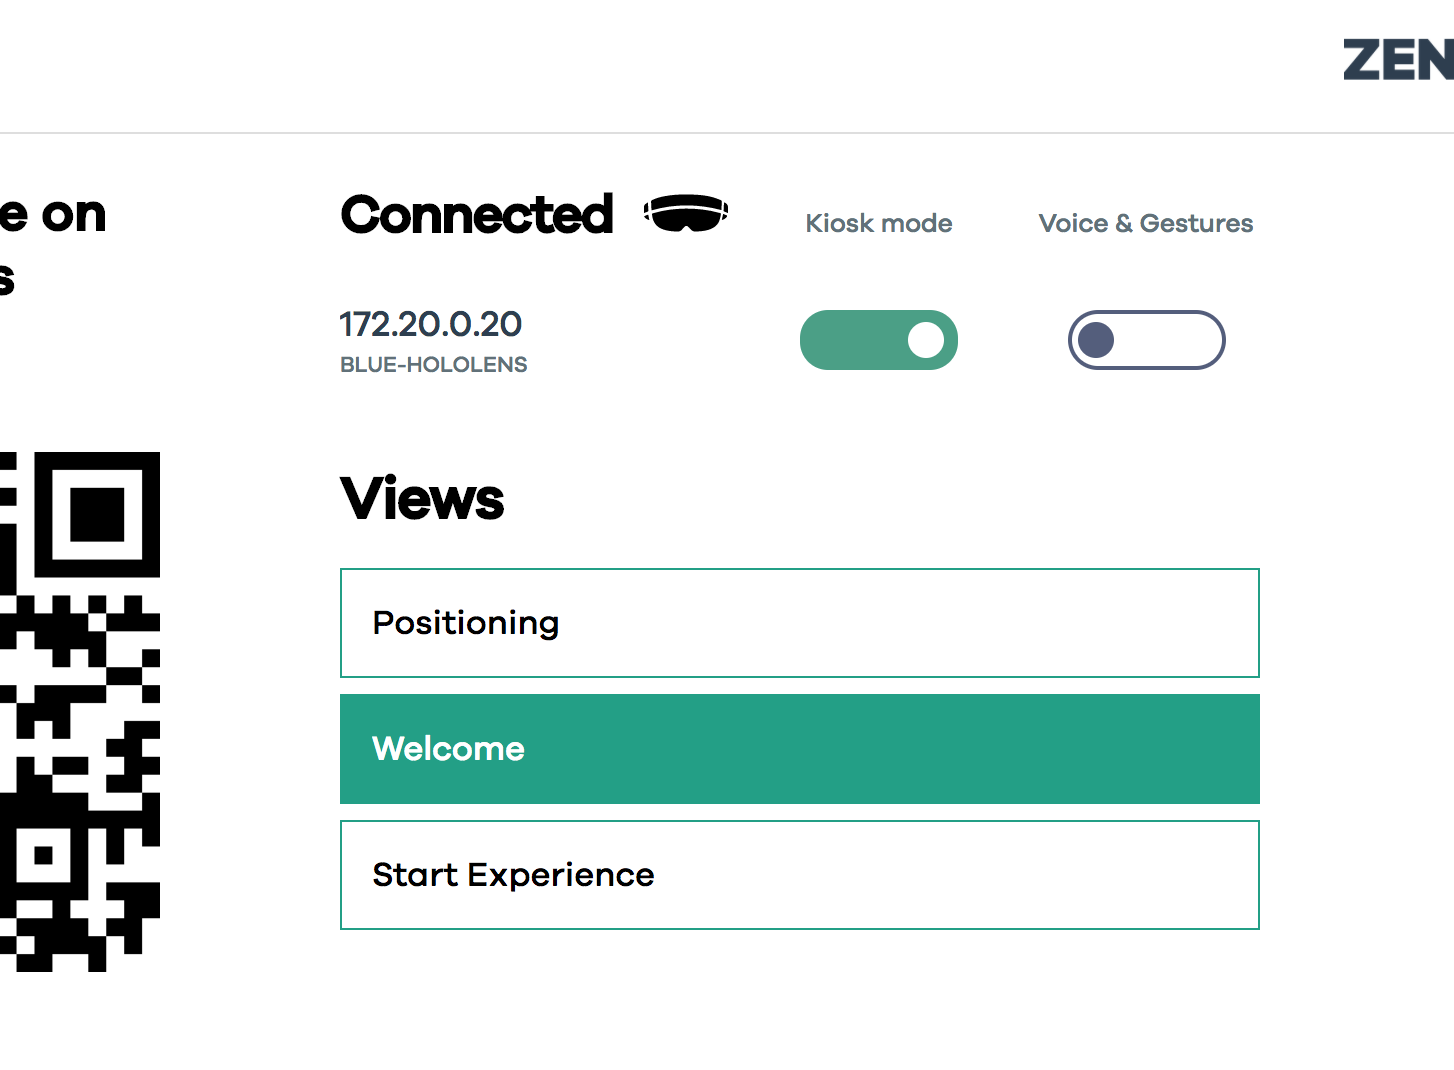 ZEN
e on
s
Connected
Kiosk mode
Voice & Gestures
172.20.0.20
BLUE-HOLOLENS
Views
Positioning
Welcome
Start Experience